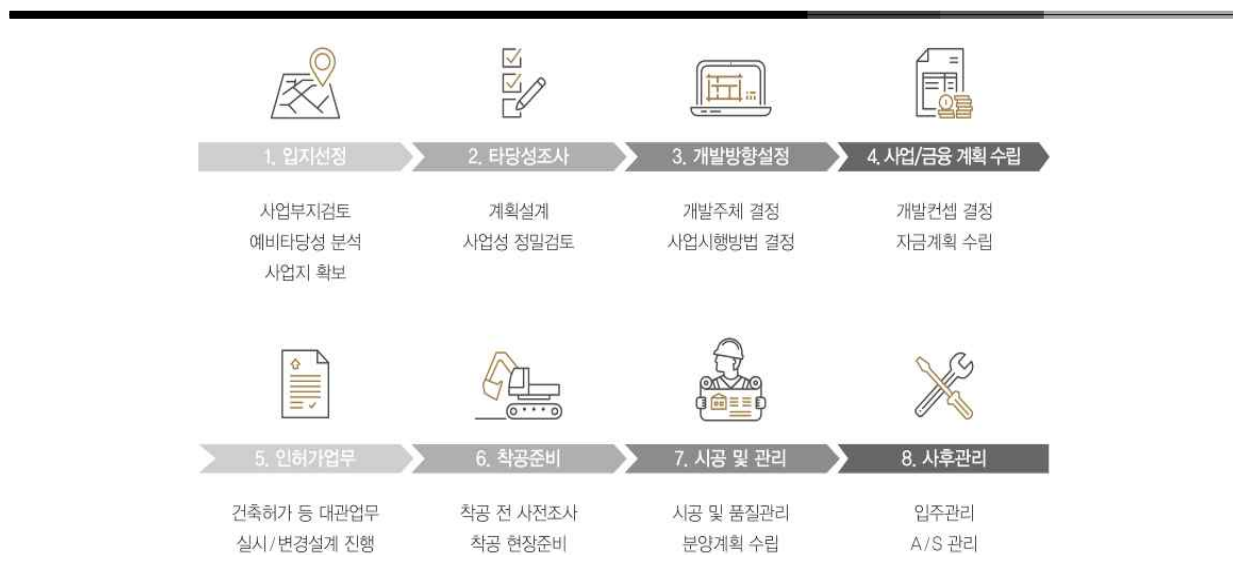 1. 입지선정
2. 타당성조사
3. 개발방향설정
4. 사업/금융 계획 수립
사업부지검토
예비타당성 분석
사업지 확보
계획설계
사업성 정밀검토
개발주체 결정
사업시행방법 결정
개발컨셉 결정
자금계획 수립
5. 인허가업무
6. 착공준비
7. 시공 및 관리
8. 사후관리
건축허가 등 대관업무
실시/변경설계 진행
착공 전 사전조사
착공 현장준비
시공 및 품질관리
분양계획 수립
입주관리
A/S 관리